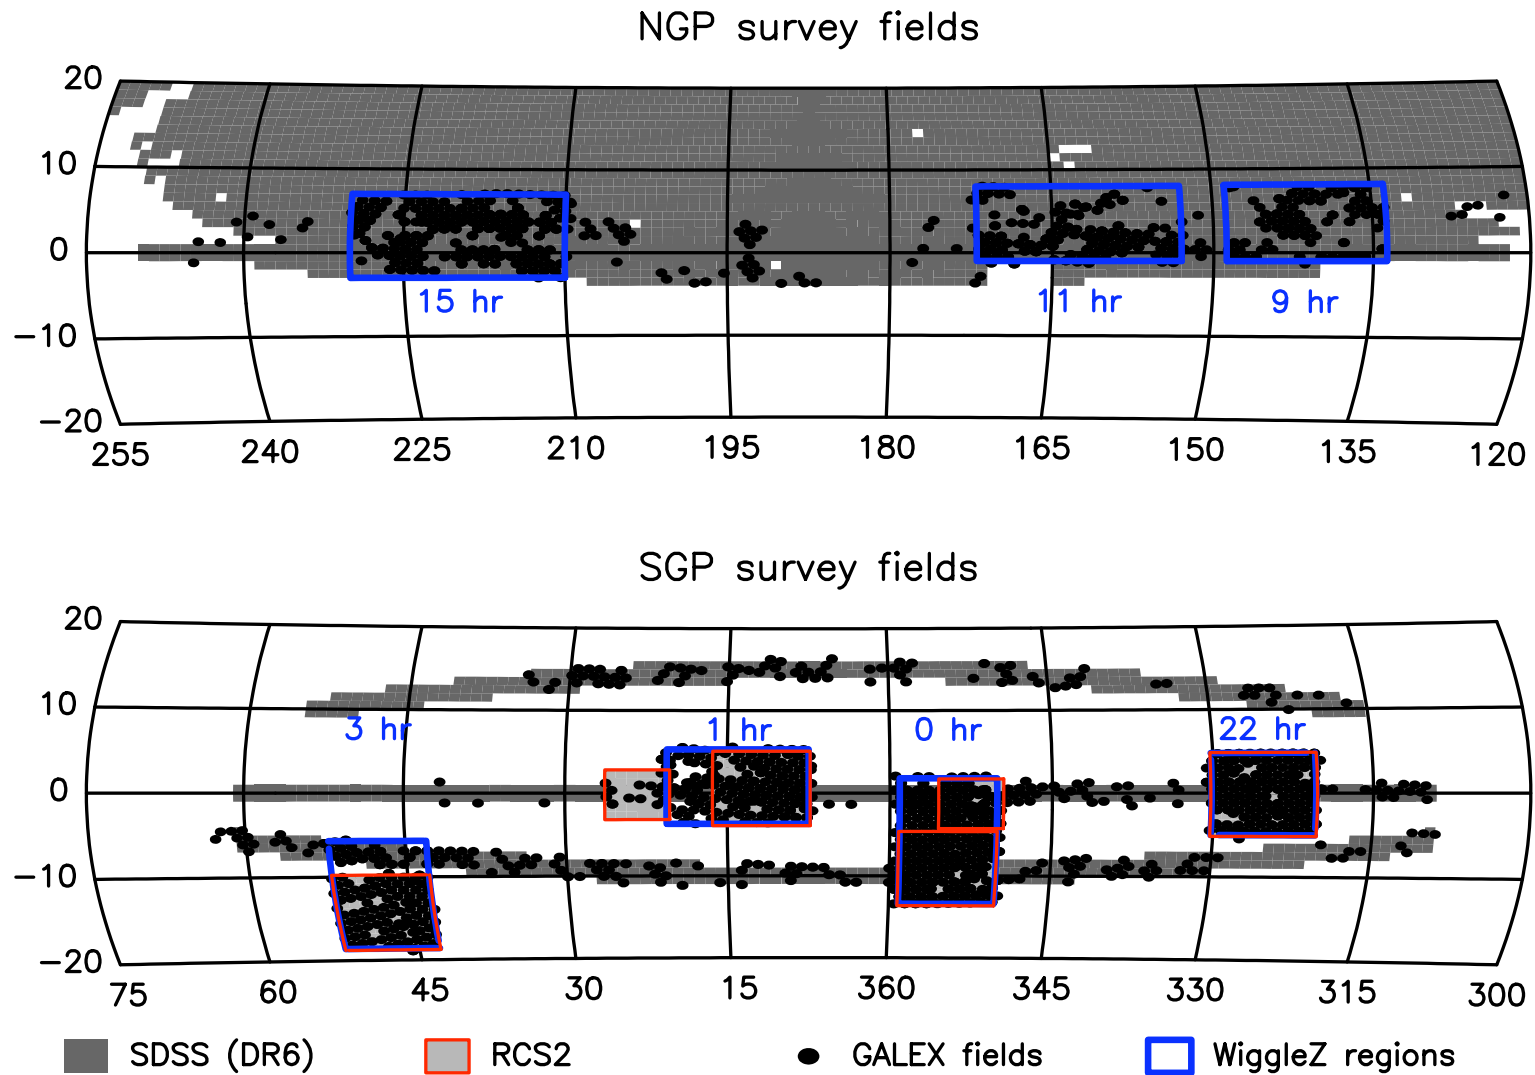 NGP survey fields
20
10
0
−10
−20
15 hr
11 hr
9 hr
255 240 225 210 195 180 165 150 135 120
SGP survey fields
20
10
0
−10
−20
3 hr
1 hr
0 hr
22 hr
75 60 45 30 15 360 345 330 315 300
SDSS (DR6) RCS2 GALEX fields WiggleZ regions